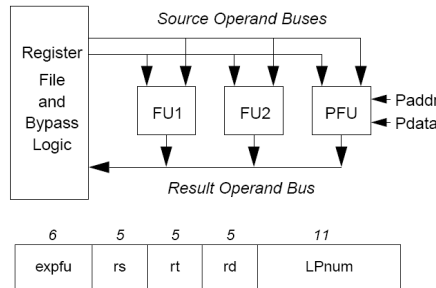 Source Operand Buses
Register
File
and
Bypass
Logic
FU1
FU2
PFU
Paddr
Pdata
Result Operand Bus
6
5
5
5
11
expfu
rs
rt
rd
LPnum